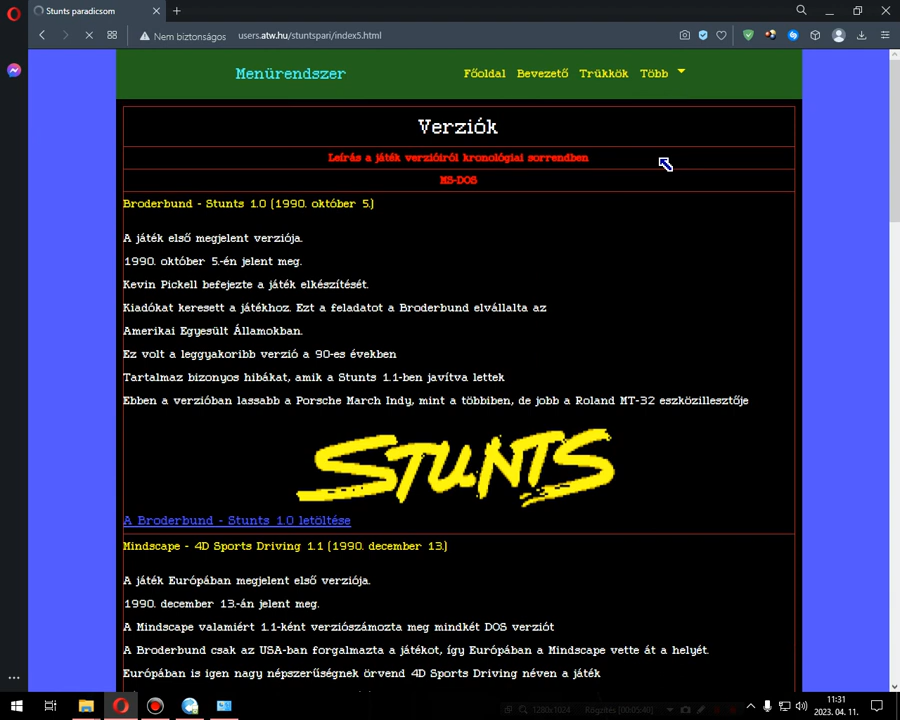 Stunts paradicsom
Nem biztonságos
users.atw.hu/stuntspari/index5.html
Menürendszer
Főoldal Bevezető Trükkök Több
Verziók
Leírás a játék verzióiról kronológiai sorrendben
MS-DOS
Broderbund - Stunts 1.0 (1990. október 5.)
A játék első megjelent verziója.
1990. október 5.-én jelent meg.
Kevin Pickell befejezte a játék elkészítését.
Kiadókat keresett a játékhoz. Ezt a feladatot a Broderbund elvállalta az
Amerikai Egyesült Államokban.
Ez volt a leggyakoribb verzió a 90-es években
Tartalmaz bizonyos hibákat, amik a Stunts 1.1-ben javítva lettek
Ebben a verzióban lassabb a Porsche March Indy, mint a többiben, de jobb a Roland MT-32 eszközillesztője
STUNTS
A Broderbund - Stunts 1.0 letöltése
Mindscape - 4D Sports Driving 1.1 (1990. december 13.)
A játék Európában megjelent első verziója.
1990. december 13.-án jelent meg.
A Mindscape valamiért 1.1-ként verziószámozta meg mindkét DOS verziót
A Broderbund csak az USA-ban forgalmazta a játékot, így Európában a Mindscape vette át a helyét.
Európában is igen nagy népszerűségnek örvend 4D Sports Driving néven a játék
1280x1024
Rögzítés [00:05:40]
11:31
2023. 04. 11.